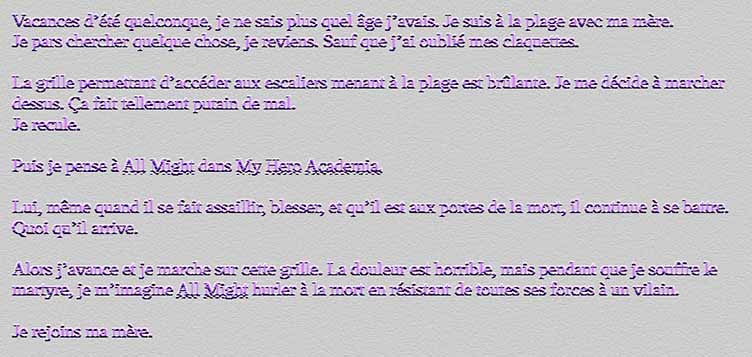 Vacances d’été quelconque, je ne sais plus quel âge j’avais. Je suis à la plage avec ma mère.
Je pars chercher quelque chose, je reviens. Sauf que j’ai oublié mes claquettes.
La grille permettant d’accéder aux escaliers menant à la plage est brûlante. Je me décide à marcher
dessus. Ça fait tellement putain de mal.
Je recule.
Puis je pense à All Might dans My Hero Academia.
Lui, même quand il se fait assaillir, blesser, et qu’il est aux portes de la mort, il continue à se battre.
Quoi qu’il arrive.
Alors j’avance et je marche sur cette grille. La douleur est horrible, mais pendant que je souffre le
martyre, je m’imagine All Might hurler à la mort en résistant de toutes ses forces à un vilain.
Je rejoins ma mère.